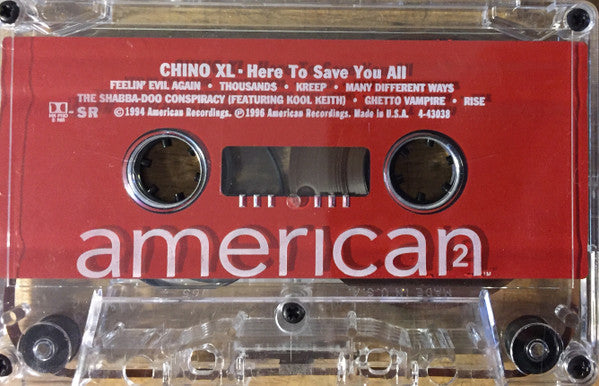 CHINO XL • Here To Save You All
FEELIN' EVIL AGAIN • THOUSANDS • KREEP • MANY DIFFERENT WAYS
THE SHABBA-DOO CONSPIRACY (FEATURING KOOL KEITH) • GHETTO VAMPIRE • RISE
-SR ©1994 American Recordings. ℗1996 American Recordings. Made in U.S.A. 4-43038
american
2